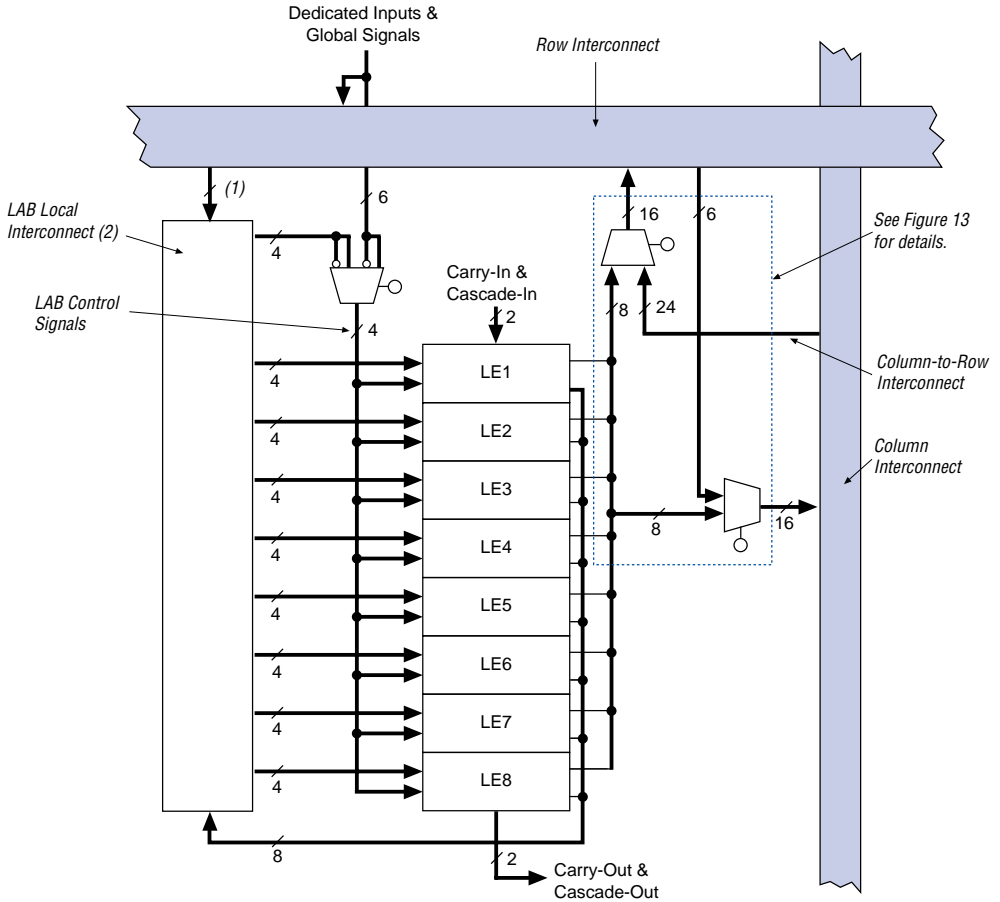 Dedicated Inputs &
Global Signals
Row Interconnect
(1)
6
16
6
LAB Local
Interconnect (2)
See Figure 13
for details.
4
Carry-In &
Cascade-In
LAB Control
Signals
4
2
8
24
Column-to-Row
Interconnect
LE1
4
LE2
4
Column
Interconnect
LE3
4
LE4
4
8
16
LE5
4
LE6
4
LE7
4
LE8
4
8
2
Carry-Out &
Cascade-Out